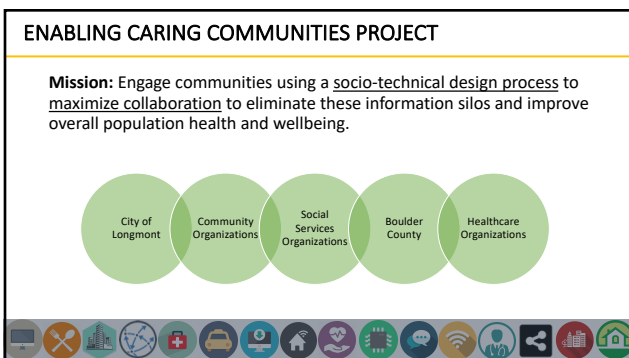 ENABLING CARING COMMUNITIES PROJECT
Mission: Engage communities using a socio-technical design process to
maximize collaboration to eliminate these information silos and improve
overall population health and wellbeing.
City of
Longmont
Community
Organizations
Social
Services
Organizations
Boulder
County
Healthcare
Organizations